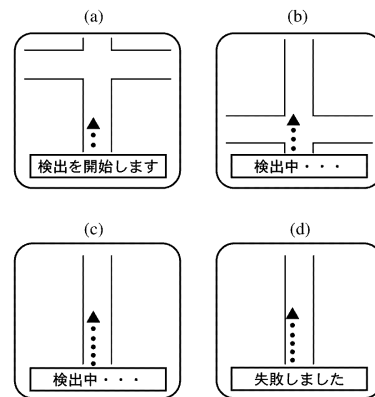 (a)
検出を開始します
(b)
検出中・・・
(c)
検出中・・・
(d)
失敗しました